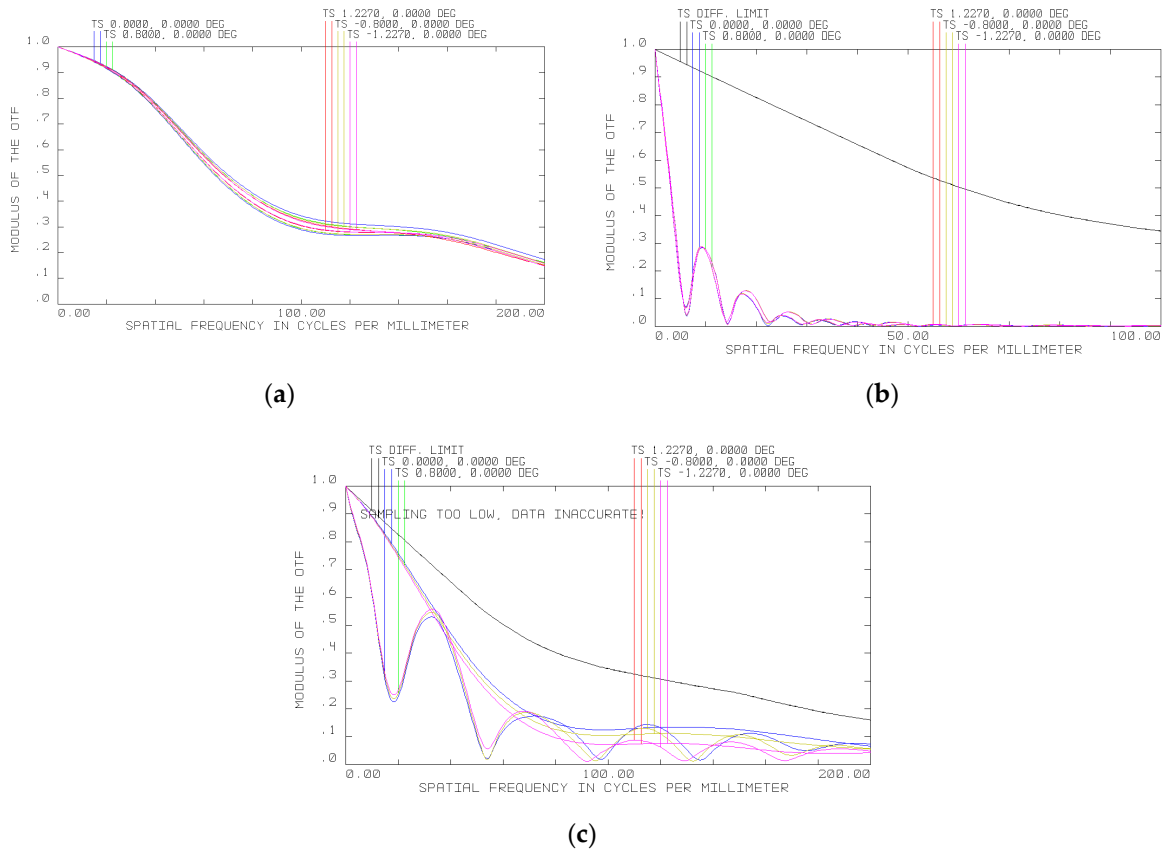 TS 1.2270, 0.0000 DEG
TS 0.0000, 0.0000 DEG TS -0.8000, 0.0000 DEG
TS 0.8000, 0.0000 DEG TS -1.2270, 0.0000 DEG
1.0
.9
.8
.7
.6
.5
.4
.3
.2
.1
.0
MODULUS OF THE OTF
0.00 100.00 200.00
SPATIAL FREQUENCY IN CYCLES PER MILLIMETER
(a)
TS DIFF. LIMIT TS 1.2270, 0.0000 DEG
TS 0.0000, 0.0000 DEG TS -0.8000, 0.0000 DEG
TS 0.8000, 0.0000 DEG TS -1.2270, 0.0000 DEG
1.0
.9
.8
.7
.6
.5
.4
.3
.2
.1
.0
MODULUS OF THE OTF
0.00 50.00 100.00
SPATIAL FREQUENCY IN CYCLES PER MILLIMETER
(b)
TS DIFF. LIMIT TS 1.2270, 0.0000 DEG
TS 0.0000, 0.0000 DEG TS -0.8000, 0.0000 DEG
TS 0.8000, 0.0000 DEG TS -1.2270, 0.0000 DEG
1.0
.9
SAMPLING TOO LOW, DATA INACCURATE!
.8
.7
.6
.5
.4
.3
.2
.1
.0
MODULUS OF THE OTF
0.00 100.00 200.00
SPATIAL FREQUENCY IN CYCLES PER MILLIMETER
(c)